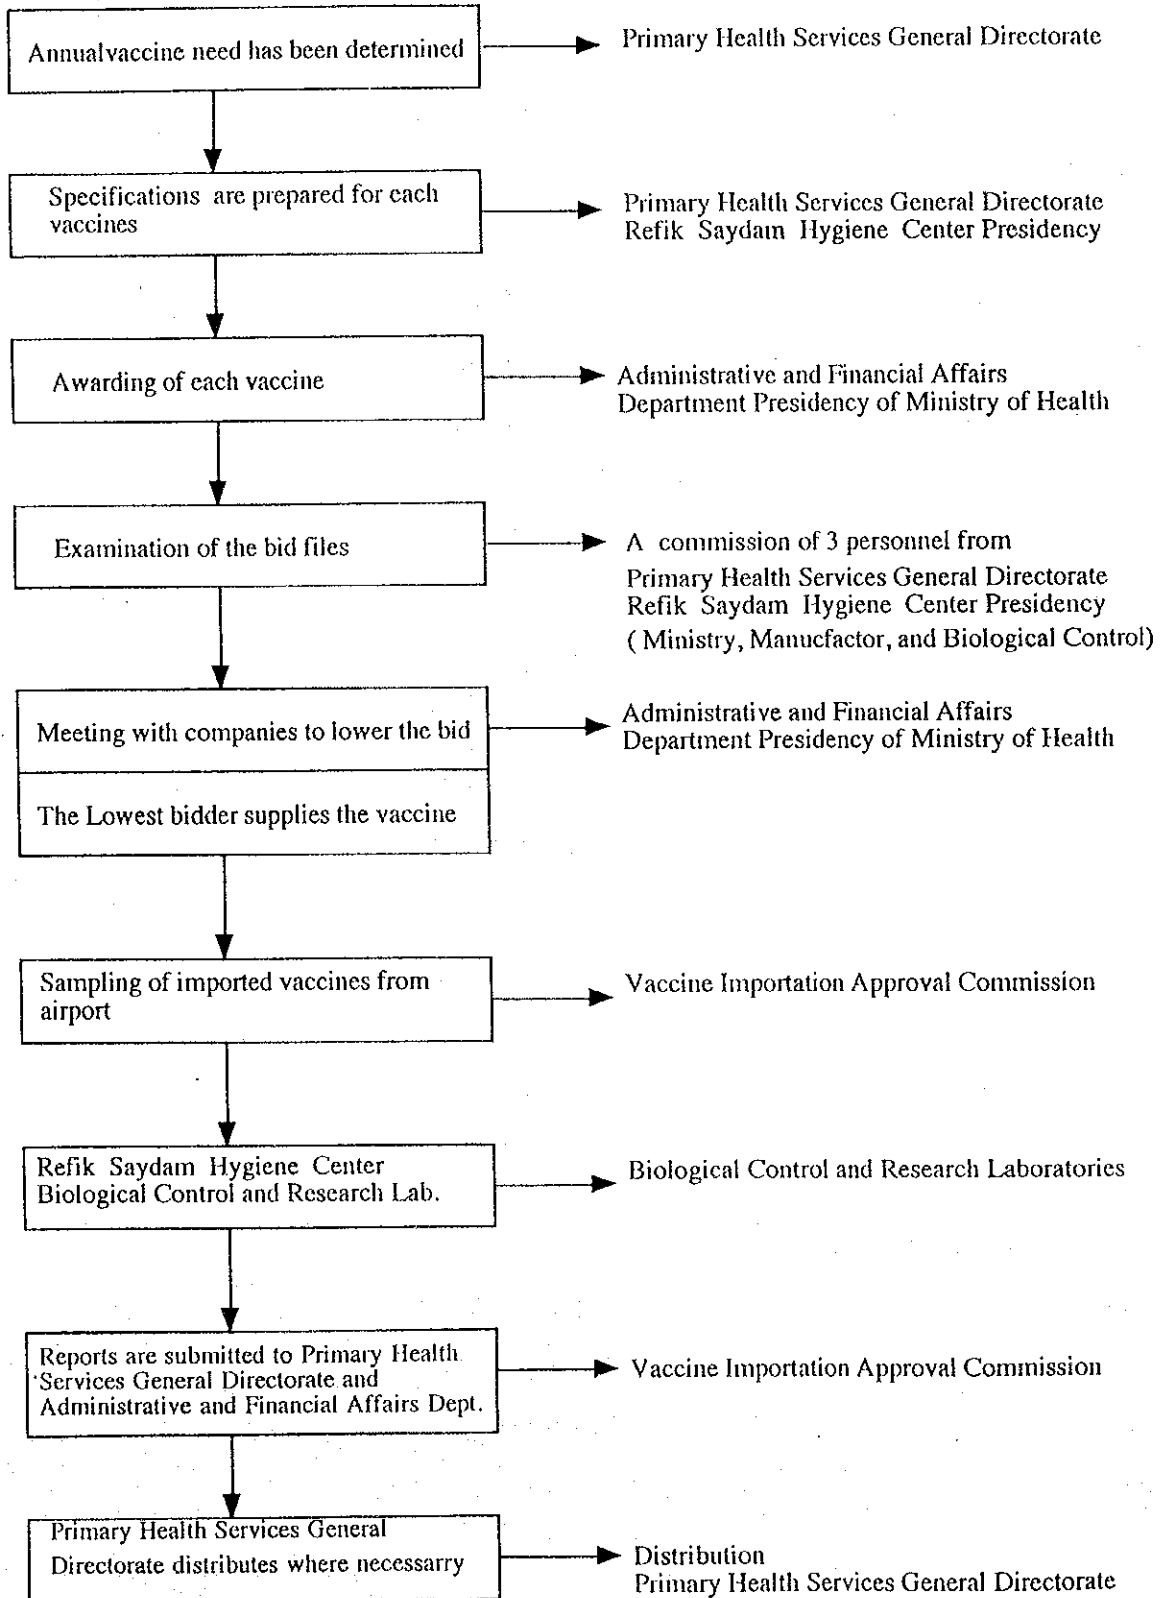 Annualvaccine need has been determined
Primary Health Services General Directorate
Specifications are prepared for each
vaccines
Primary Health Services General Directorate
Refik Saydam Hygiene Center Presidency
Awarding of each vaccine
Administrative and Financial Affairs
Department Presidency of Ministry of Health
Examination of the bid files
A commission of 3 personnel from
Primary Health Services General Directorate
Refik Saydam Hygiene Center Presidency
( Ministry, Manucfactor, and Biological Control)
Meeting with companies to lower the bid
Administrative and Financial Affairs
Department Presidency of Ministry of Health
The Lowest bidder supplies the vaccine
Sampling of imported vaccines from
airport
Vaccine Importation Approval Commission
Refik Saydam Hygiene Center
Biological Control and Research Lab.
Biological Control and Research Laboratories
Reports are submitted to Primary Health
Services General Directorate and
Administrative and Financial Affairs Dept.
Vaccine Importation Approval Commission
Primary Health Services General
Directorate distributes where necessarry
Distribution
Primary Health Services General Directorate